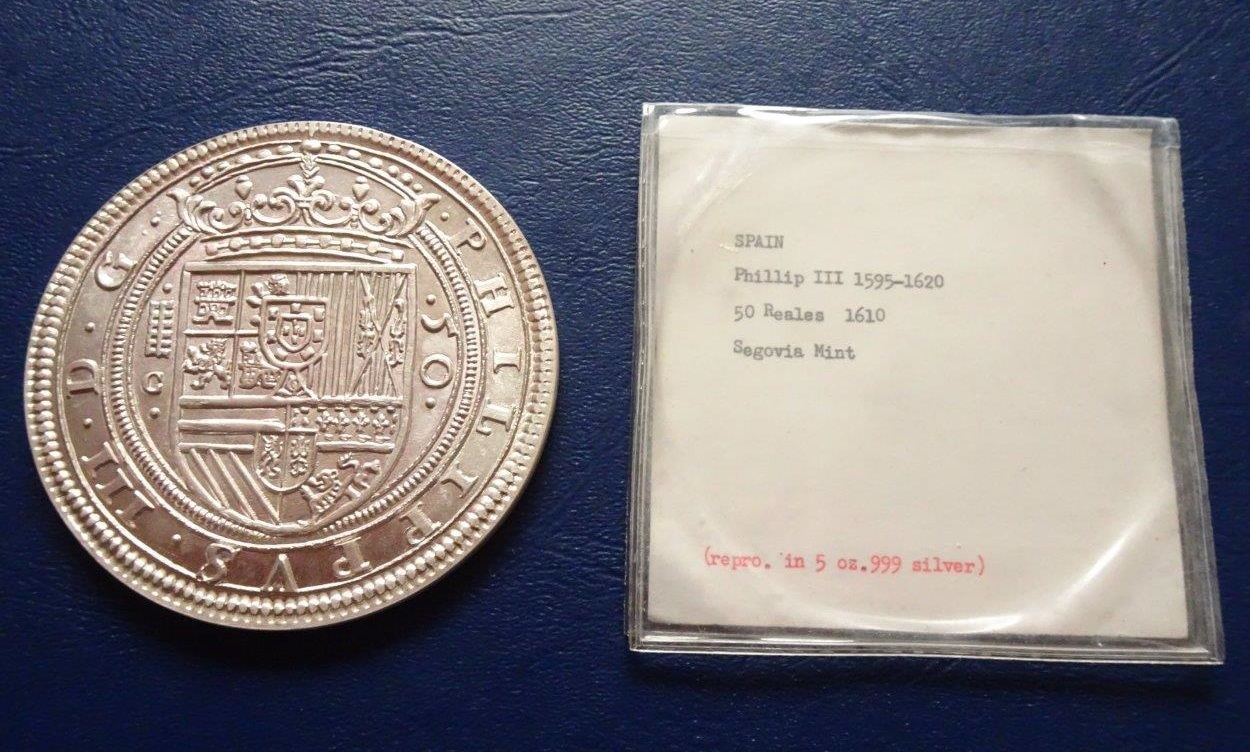 · PHILIPPVS · III · D · G ·
C
· 50 ·
SPAIN
Phillip III 1595-1620
50 Reales 1610
Segovia Mint
(repro. in 5 oz.999 silver)